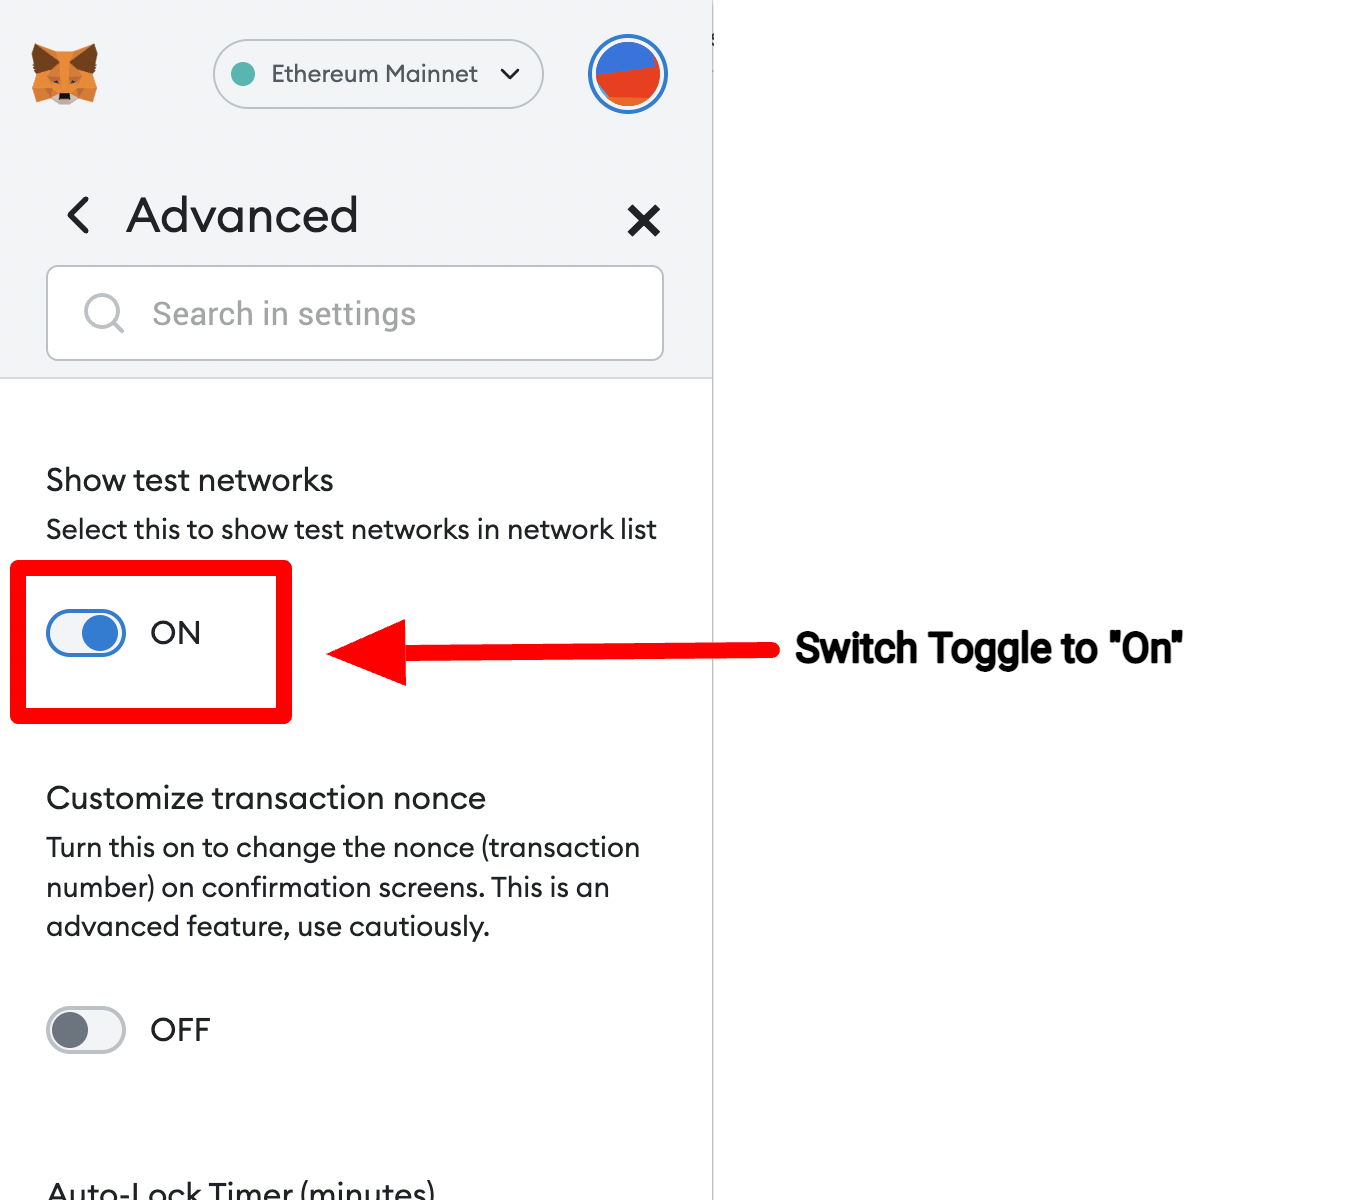 Ethereum Mainnet
Advanced
Search in settings
Show test networks
Select this to show test networks in network list
ON
Switch Toggle to "On"
Customize transaction nonce
Turn this on to change the nonce (transaction
number) on confirmation screens. This is an
advanced feature, use cautiously.
OFF
Auto-Lock Timer (minutes)